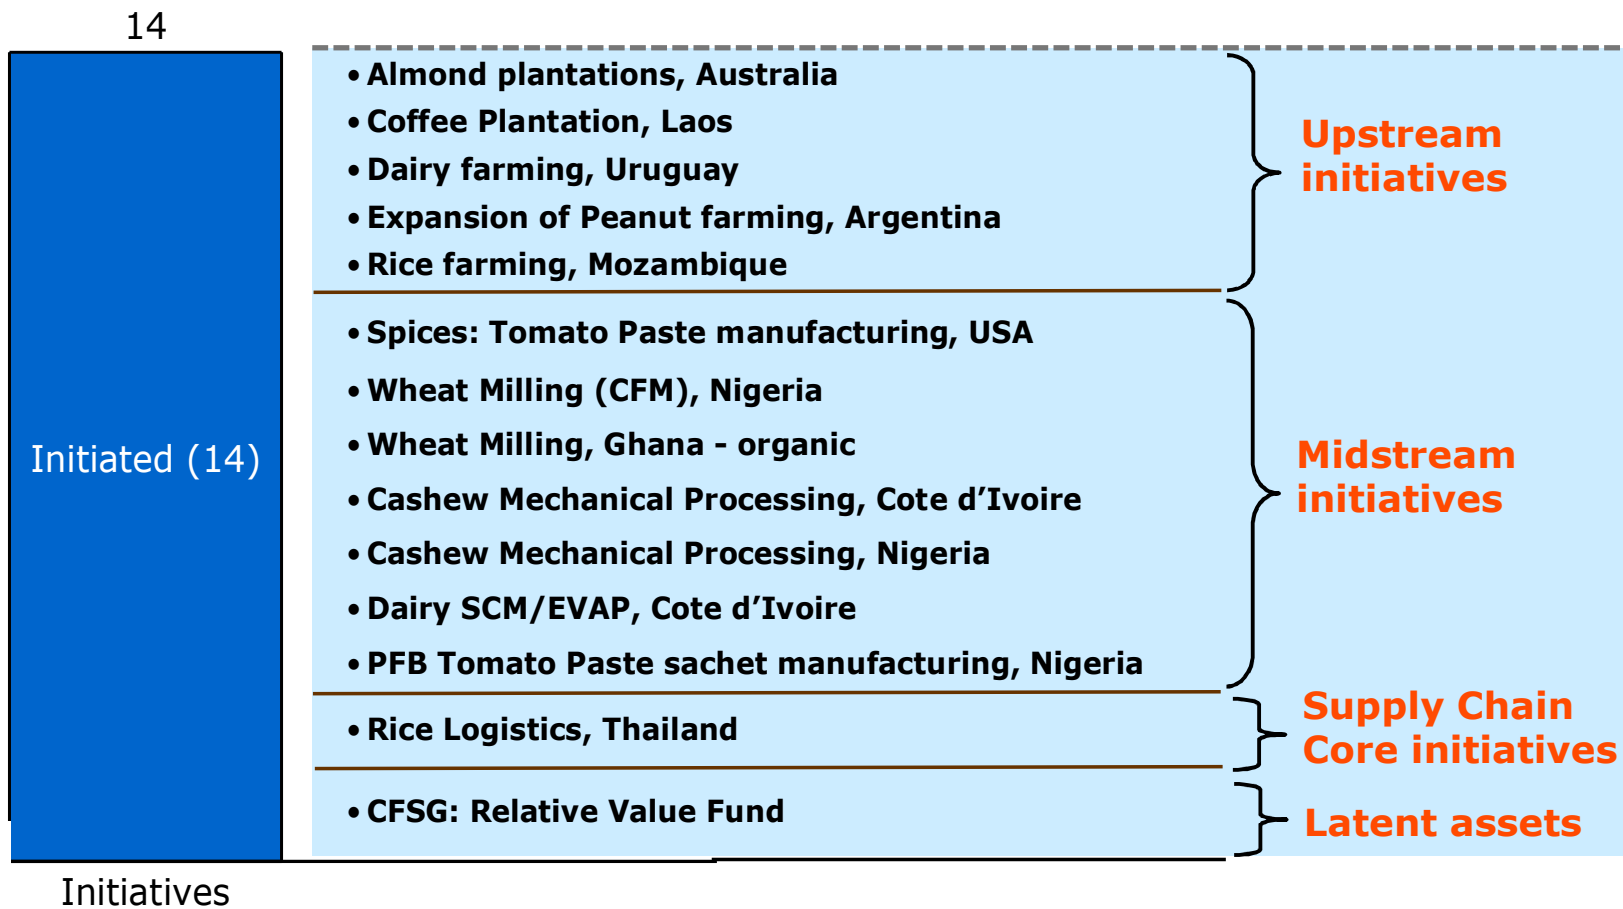 14
Initiated (14)
• Almond plantations, Australia
• Coffee Plantation, Laos
• Dairy farming, Uruguay
• Expansion of Peanut farming, Argentina
• Rice farming, Mozambique
Upstream
initiatives
• Spices: Tomato Paste manufacturing, USA
• Wheat Milling (CFM), Nigeria
• Wheat Milling, Ghana - organic
• Cashew Mechanical Processing, Cote d’Ivoire
• Cashew Mechanical Processing, Nigeria
• Dairy SCM/EVAP, Cote d’Ivoire
• PFB Tomato Paste sachet manufacturing, Nigeria
Midstream
initiatives
• Rice Logistics, Thailand
Supply Chain
Core initiatives
• CFSG: Relative Value Fund
Latent assets
Initiatives